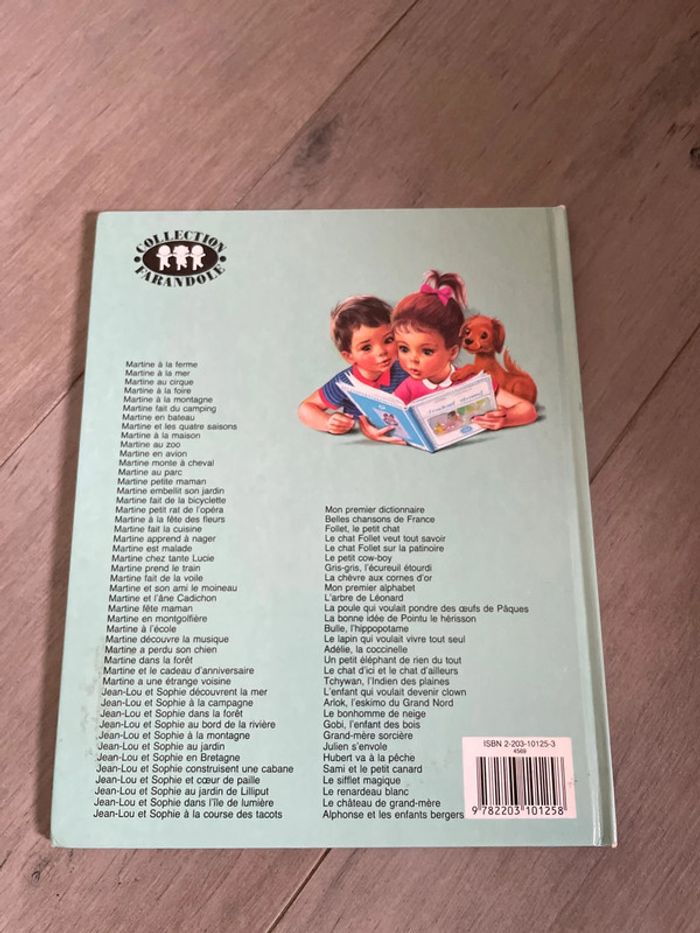 COLLECTION
FARANDOLE
Martine à la ferme
Martine à la mer
Martine au cirque
Martine à la foire
Martine à la montagne
Martine fait du camping
Martine en bateau
Martine et les quatre saisons
Martine à la maison
Martine au zoo
Martine en avion
Martine monte à cheval
Martine au parc
Martine petite maman
Martine embellit son jardin
Martine fait de la bicyclette
Martine petit rat de l'opéra
Martine à la fête des fleurs
Martine fait la cuisine
Martine apprend à nager
Martine est malade
Martine chez tante Lucie
Martine prend le train
Martine fait de la voile
Martine et son ami le moineau
Martine et l'âne Cadichon
Martine fête maman
Martine en montgolfière
Martine à l'école
Martine découvre la musique
Martine a perdu son chien
Martine dans la forêt
Martine et le cadeau d'anniversaire
Martine a une étrange voisine
Jean-Lou et Sophie découvrent la mer
Jean-Lou et Sophie à la campagne
Jean-Lou et Sophie dans la forêt
Jean-Lou et Sophie au bord de la rivière
Jean-Lou et Sophie à la montagne
Jean-Lou et Sophie au jardin
Jean-Lou et Sophie en Bretagne
Jean-Lou et Sophie construisent une cabane
Jean-Lou et Sophie et cœur de paille
Jean-Lou et Sophie au jardin de Lilliput
Jean-Lou et Sophie dans l'île de lumière
Jean-Lou et Sophie à la course des tacots
Mon premier dictionnaire
Belles chansons de France
Follet, le petit chat
Le chat Follet veut tout savoir
Le chat Follet sur la patinoire
Le petit cow-boy
Gris-gris, l'écureuil étourdi
La chèvre aux cornes d'or
Mon premier alphabet
L'arbre de Léonard
La poule qui voulait pondre des œufs de Pâques
La bonne idée de Pointu le hérisson
Bulle, l'hippopotame
Le lapin qui voulait vivre tout seul
Adélie, la coccinelle
Un petit éléphant de rien du tout
Le chat d'ici et le chat d'ailleurs
Tchywan, l'Indien des plaines
L'enfant qui voulait devenir clown
Arlok, l'eskimo du Grand Nord
Le bonhomme de neige
Gobi, l'enfant des bois
Grand-mère sorcière
Julien s'envole
Hubert va à la pêche
Sami et le petit canard
Le sifflet magique
Le renardeau blanc
Le château de grand-mère
Alphonse et les enfants bergers
ISBN 2-203-10125-3
4569
9 782203 101258